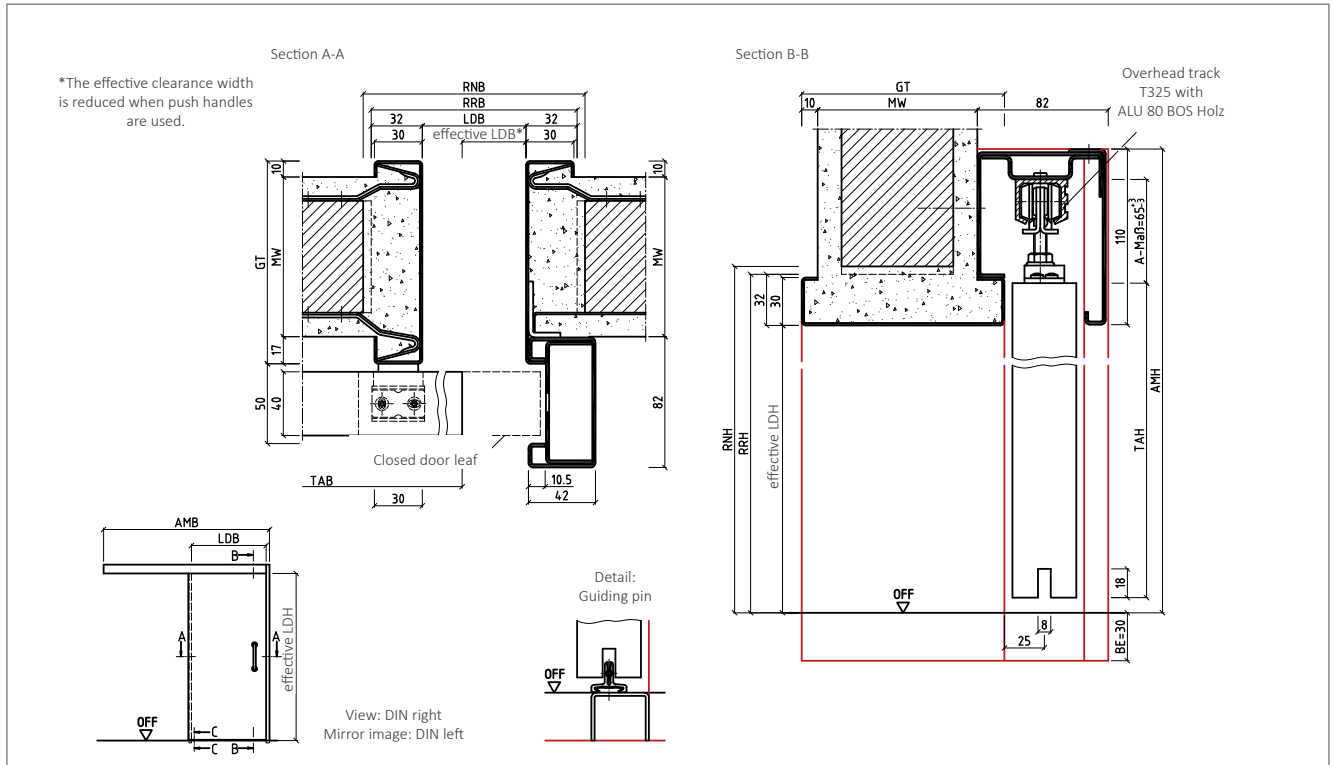 Section A-A
*The effective clearance width
is reduced when push handles
are used.
RNB
RRB
32
LDB
32
30
effective LDB*
30
10
10
GT
MW
MW
17
50
40
82
Closed door leaf
TAB
30
10.5
42
Section B-B
Overhead track
T325 with
ALU 80 BOS Holz
GT
10
MW
82
A-Maß=65+3-3
110
32
30
RNH
RRH
effective LDH
TAH
AMH
OFF
18
8
25
BE=30
AMB
LDB
B
A
A
effective LDH
OFF
C
C
B
View: DIN right
Mirror image: DIN left
Detail:
Guiding pin
OFF